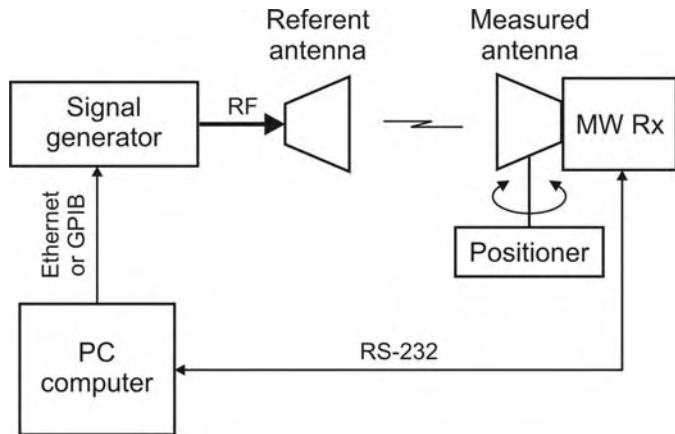 Referent
antenna
Measured
antenna
Signal
generator
RF
MW Rx
Ethernet
or GPIB
Positioner
PC
computer
RS-232